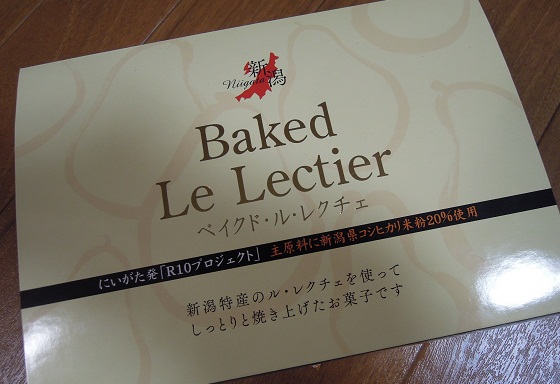 新潟
Niigata
Baked
Le Lectier
ベイクド・ル・レクチェ
にいがた発「R10プロジェクト」 主原料に新潟県コシヒカリ米粉20%使用
新潟特産のル・レクチェを使って
しっとりと焼き上げたお菓子です